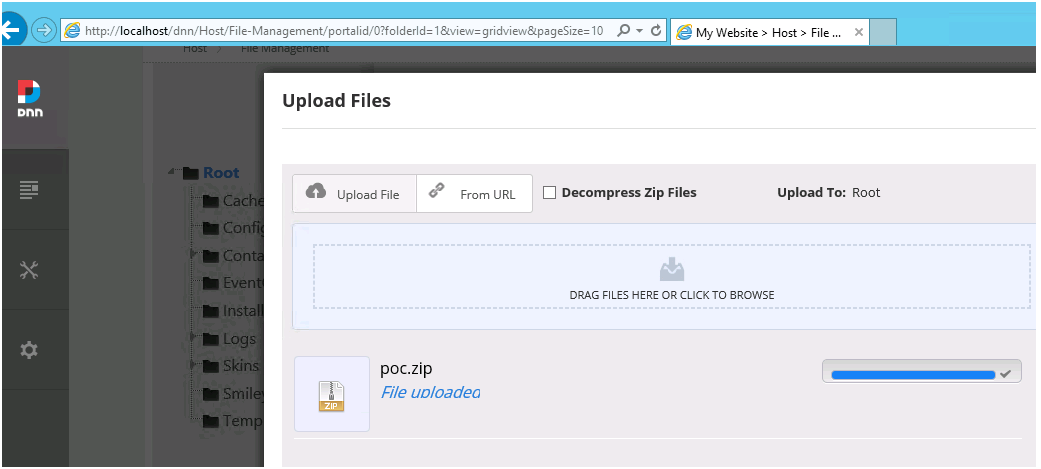 http://localhost/dnn/Host/File-Management/portalid/0?folderId=1&view=gridview&pageSize=10
My Website > Host > File ...
Host File Management
DNN
Upload Files
Root
Upload File
From URL
Decompress Zip Files
Upload To: Root
Cache
Config
Conta
Event
Install
Logs
Skins
Smiley
Temp
DRAG FILES HERE OR CLICK TO BROWSE
poc.zip
File uploaded
ZIP